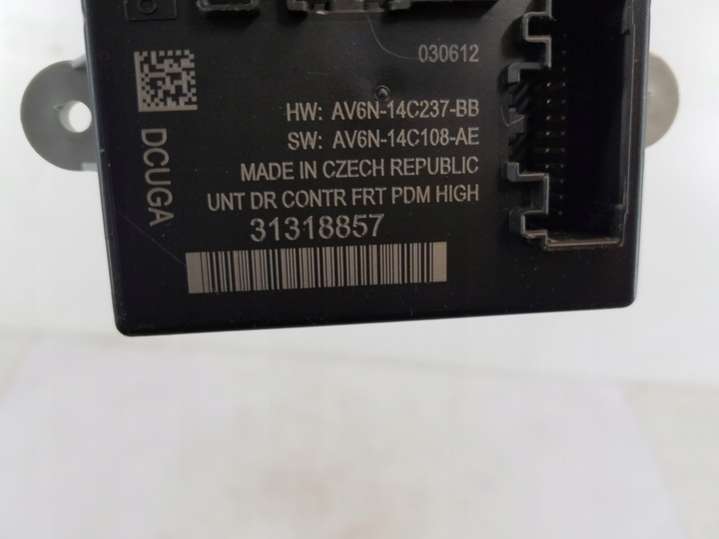 030612
HW: AV6N-14C237-BB
SW: AV6N-14C108-AE
MADE IN CZECH REPUBLIC
UNT DR CONTR FRT PDM HIGH
31318857
DCUGA